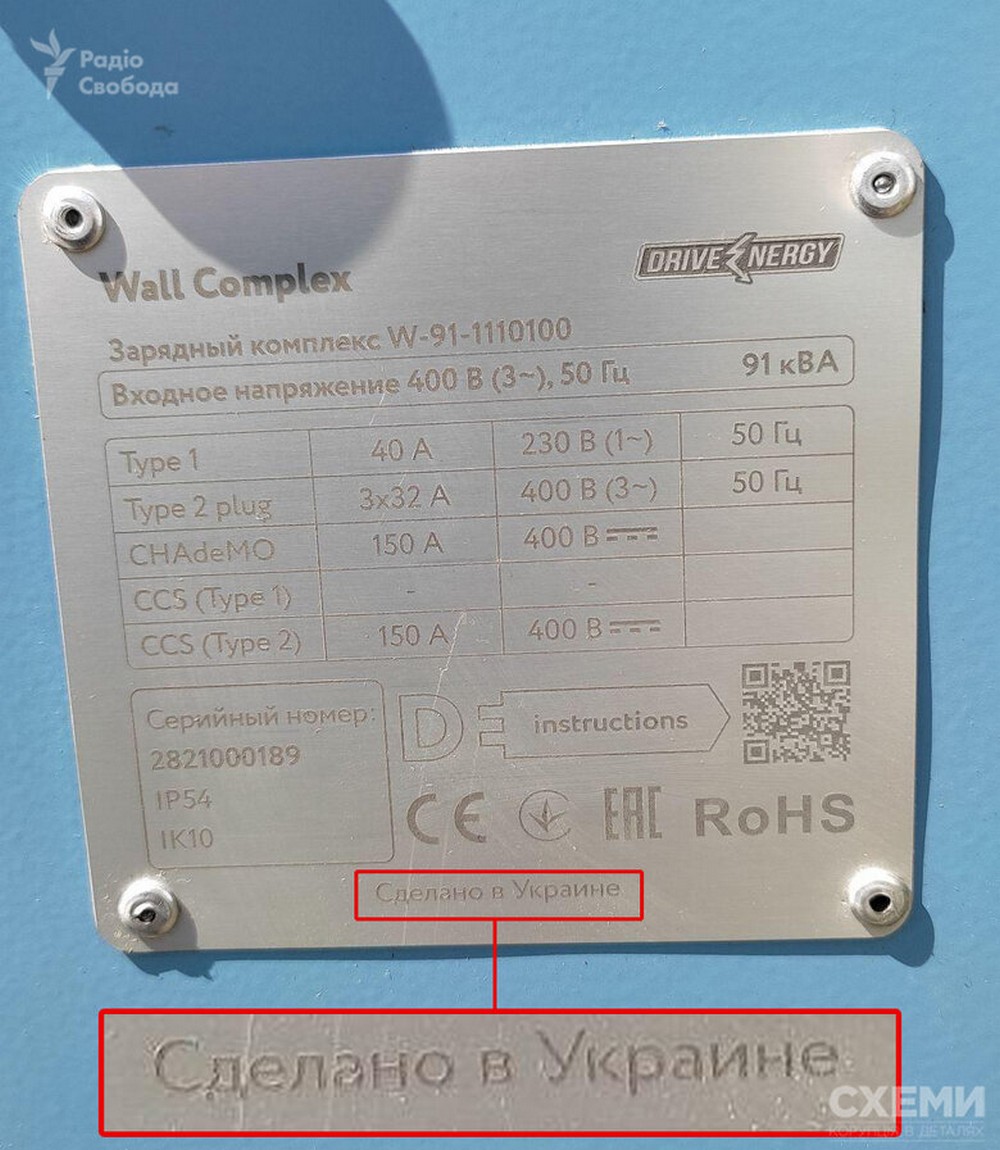 Радіо
Свобода
Wall Complex
DRIVE ENERGY
Зарядный комплекс W-91-1110100
Входное напряжение 400 В (3~), 50 Гц 91 кВА
Type 1 40 А 230 В (1~) 50 Гц
Type 2 plug 3x32 А 400 В (3~) 50 Гц
CHAdeMO 150 А 400 В
CCS (Type 1) - -
CCS (Type 2) 150 А 400 В
Серийный номер:
2821000189
IP54
IK10
DE instructions
CE EAC RoHS
Сделано в Украине
Сделано в Украине
СХЕМИ
КОРУПЦІЯ В ДЕТАЛЯХ